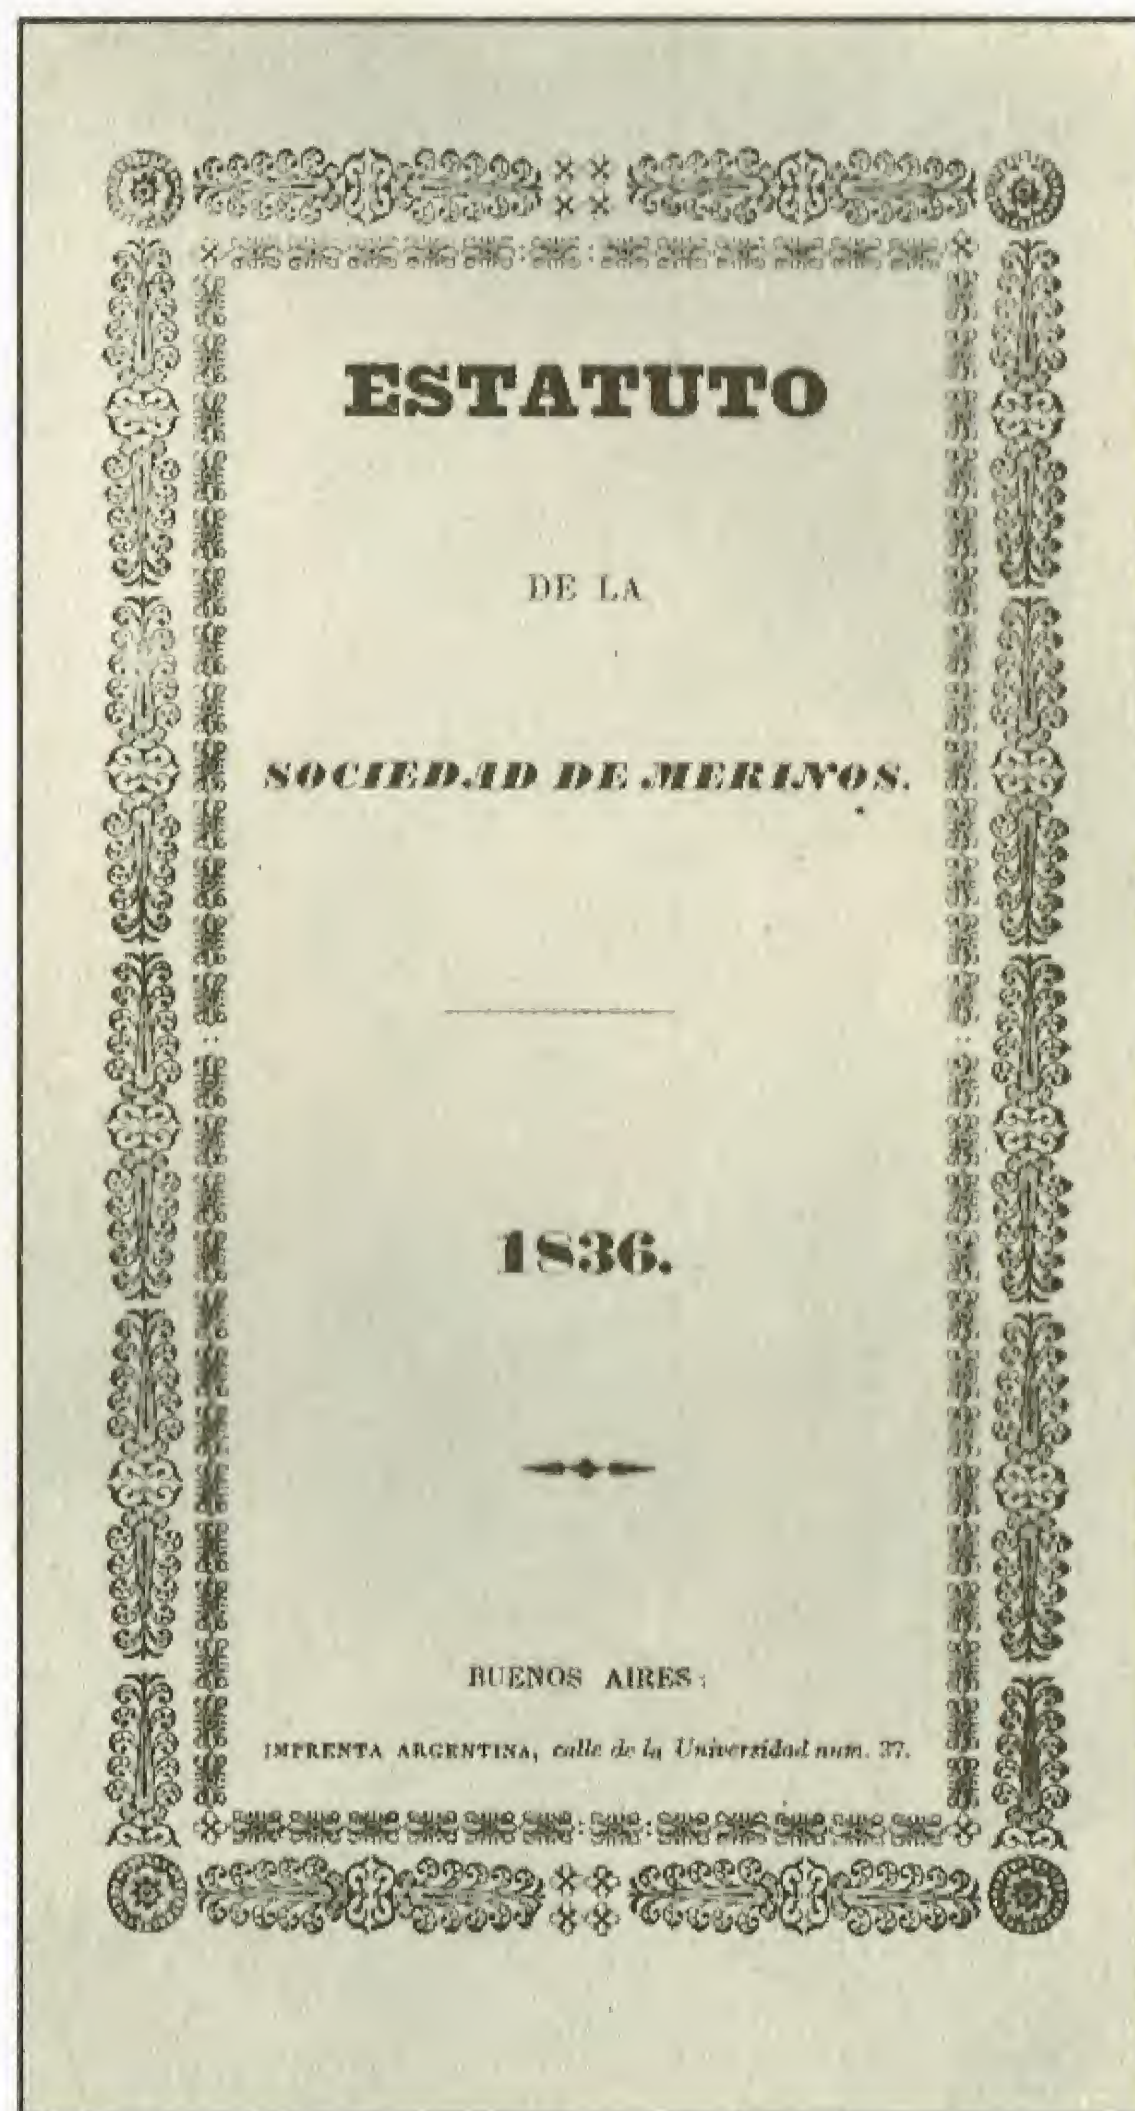 ESTATUTO
DE LA
SOCIEDAD DE MERINOS.
1836.
BUENOS AIRES:
IMPRENTA ARGENTINA, calle de la Universidad num. 37.